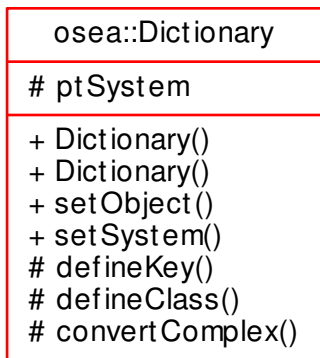 osea::Dictionary
# ptSystem
+ Dictionary()
+ Dictionary()
+ setObject()
+ setSystem()
# defineKey()
# defineClass()
# convertComplex()